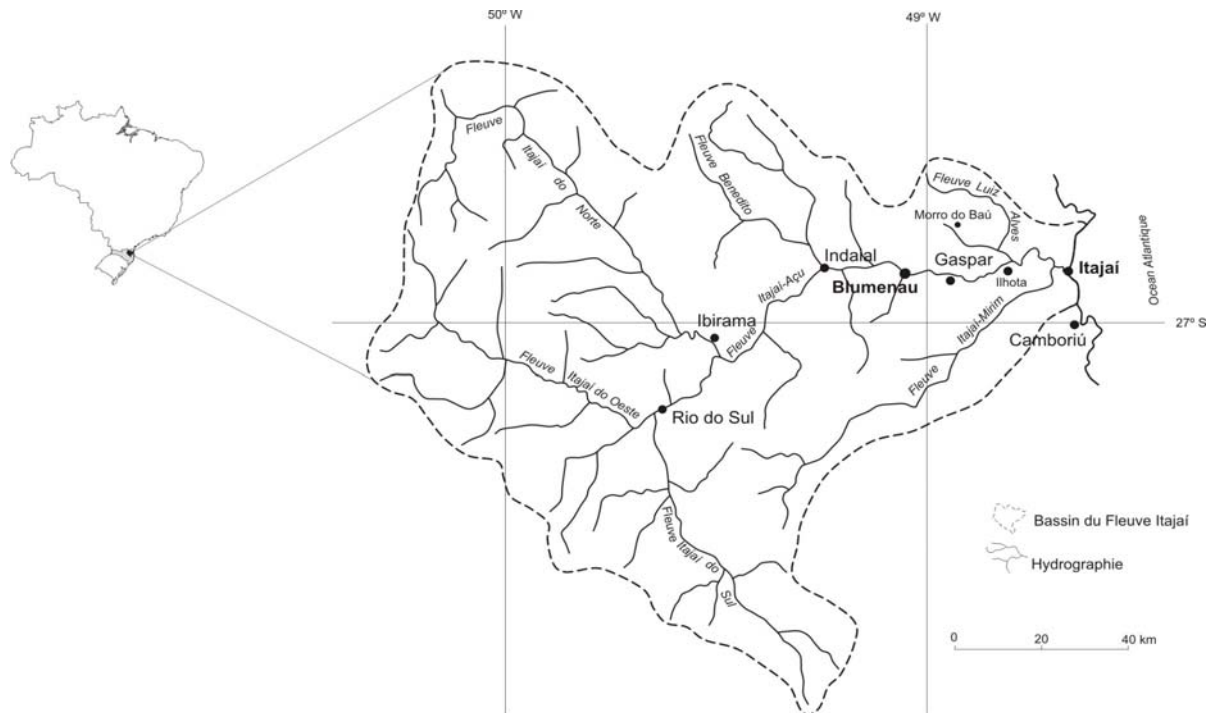 50º W
49º W
Fleuve
Itajaí do
Norte
Fleuve
Benedito
Fleuve Luiz
Alves
Morro do Baú
Indaial
Gaspar
Blumenau
Ilhota
Itajaí
Ocean Atlantique
Itajaí-Açu
Fleuve
Ibirama
Itajaí-Mirim
Fleuve
27º S
Camboriú
Fleuve
Itajaí do Oeste
Rio do Sul
Fleuve Itajaí do
Sul
Bassin du Fleuve Itajaí
Hydrographie
0 20 40 km